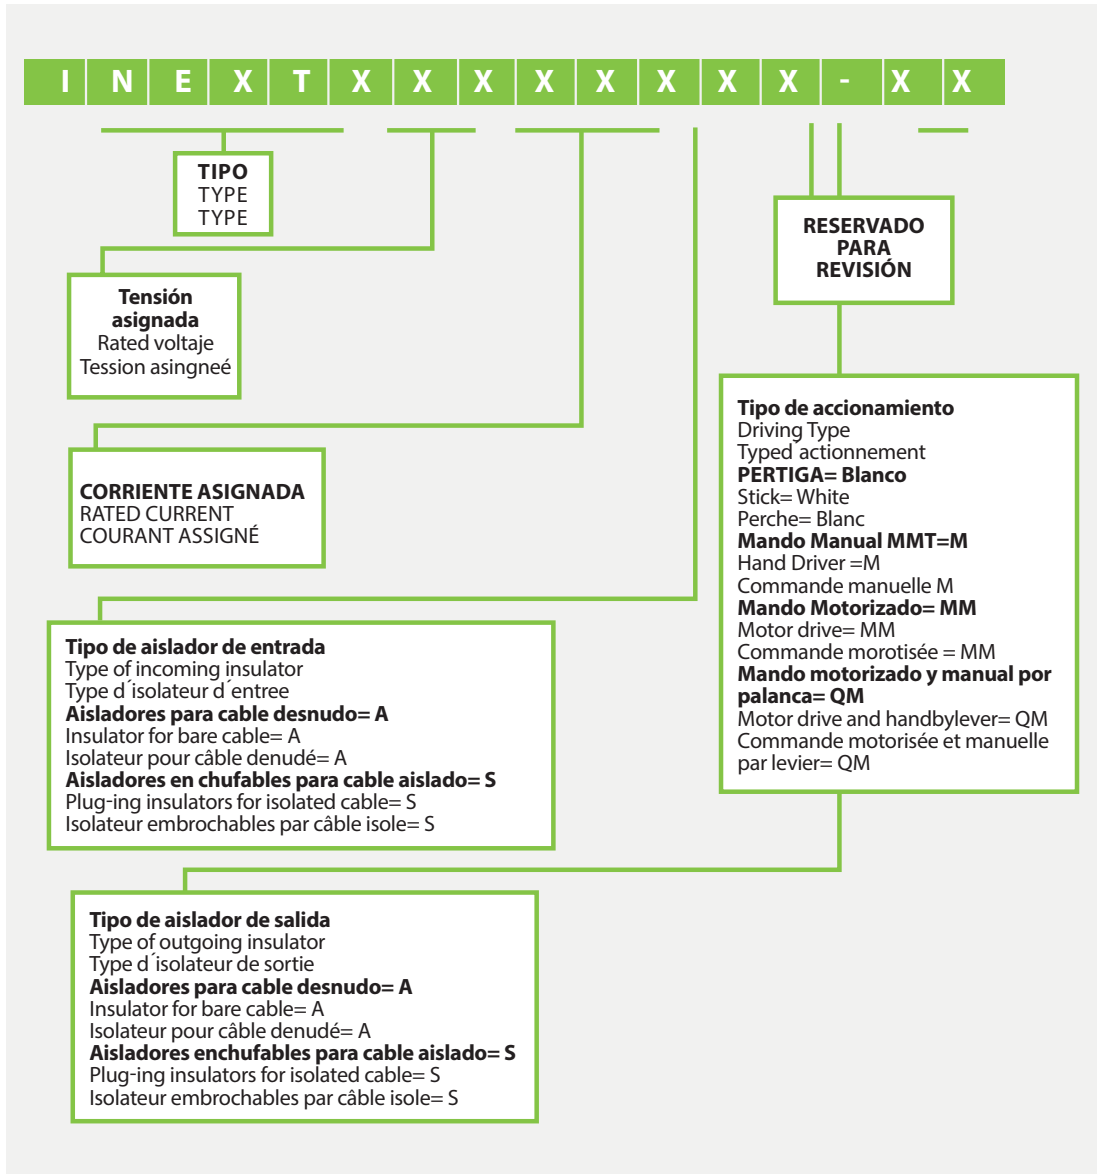 I N E X T X X X X X X X X - X X
TIPO
TYPE
TYPE
Tensión
asignada
Rated voltaje
Tession asingneé
CORRIENTE ASIGNADA
RATED CURRENT
COURANT ASSIGNÉ
Tipo de aislador de entrada
Type of incoming insulator
Type d´isolateur d´entree
Aisladores para cable desnudo= A
Insulator for bare cable= A
Isolateur pour câble denudé= A
Aisladores en chufables para cable aislado= S
Plug-ing insulators for isolated cable= S
Isolateur embrochables par câble isole= S
RESERVADO
PARA
REVISIÓN
Tipo de accionamiento
Driving Type
Typed´actionnement
PERTIGA= Blanco
Stick= White
Perche= Blanc
Mando Manual MMT=M
Hand Driver =M
Commande manuelle M
Mando Motorizado= MM
Motor drive= MM
Commande morotisée = MM
Mando motorizado y manual por
palanca= QM
Motor drive and handbylever= QM
Commande motorisée et manuelle
par levier= QM
Tipo de aislador de salida
Type of outgoing insulator
Type d´isolateur de sortie
Aisladores para cable desnudo= A
Insulator for bare cable= A
Isolateur pour câble denudé= A
Aisladores enchufables para cable aislado= S
Plug-ing insulators for isolated cable= S
Isolateur embrochables par câble isole= S